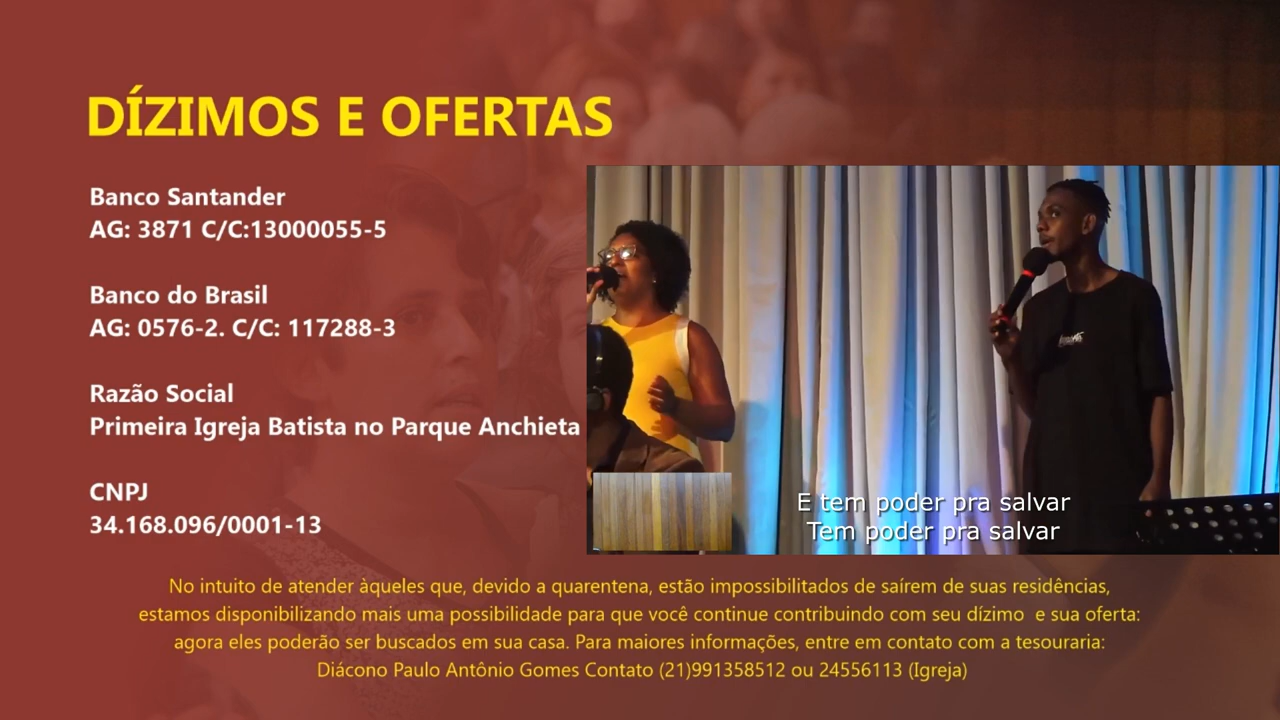 DÍZIMOS E OFERTAS
Banco Santander
AG: 3871 C/C:13000055-5
Banco do Brasil
AG: 0576-2. C/C: 117288-3
Razão Social
Primeira Igreja Batista no Parque Anchieta
CNPJ
34.168.096/0001-13
E tem poder pra salvar
Tem poder pra salvar
No intuito de atender àqueles que, devido a quarentena, estão impossibilitados de saírem de suas residências,
estamos disponibilizando mais uma possibilidade para que você continue contribuindo com seu dízimo  e sua oferta:
agora eles poderão ser buscados em sua casa. Para maiores informações, entre em contato com a tesouraria:
Diácono Paulo Antônio Gomes Contato (21)991358512 ou 24556113 (Igreja)